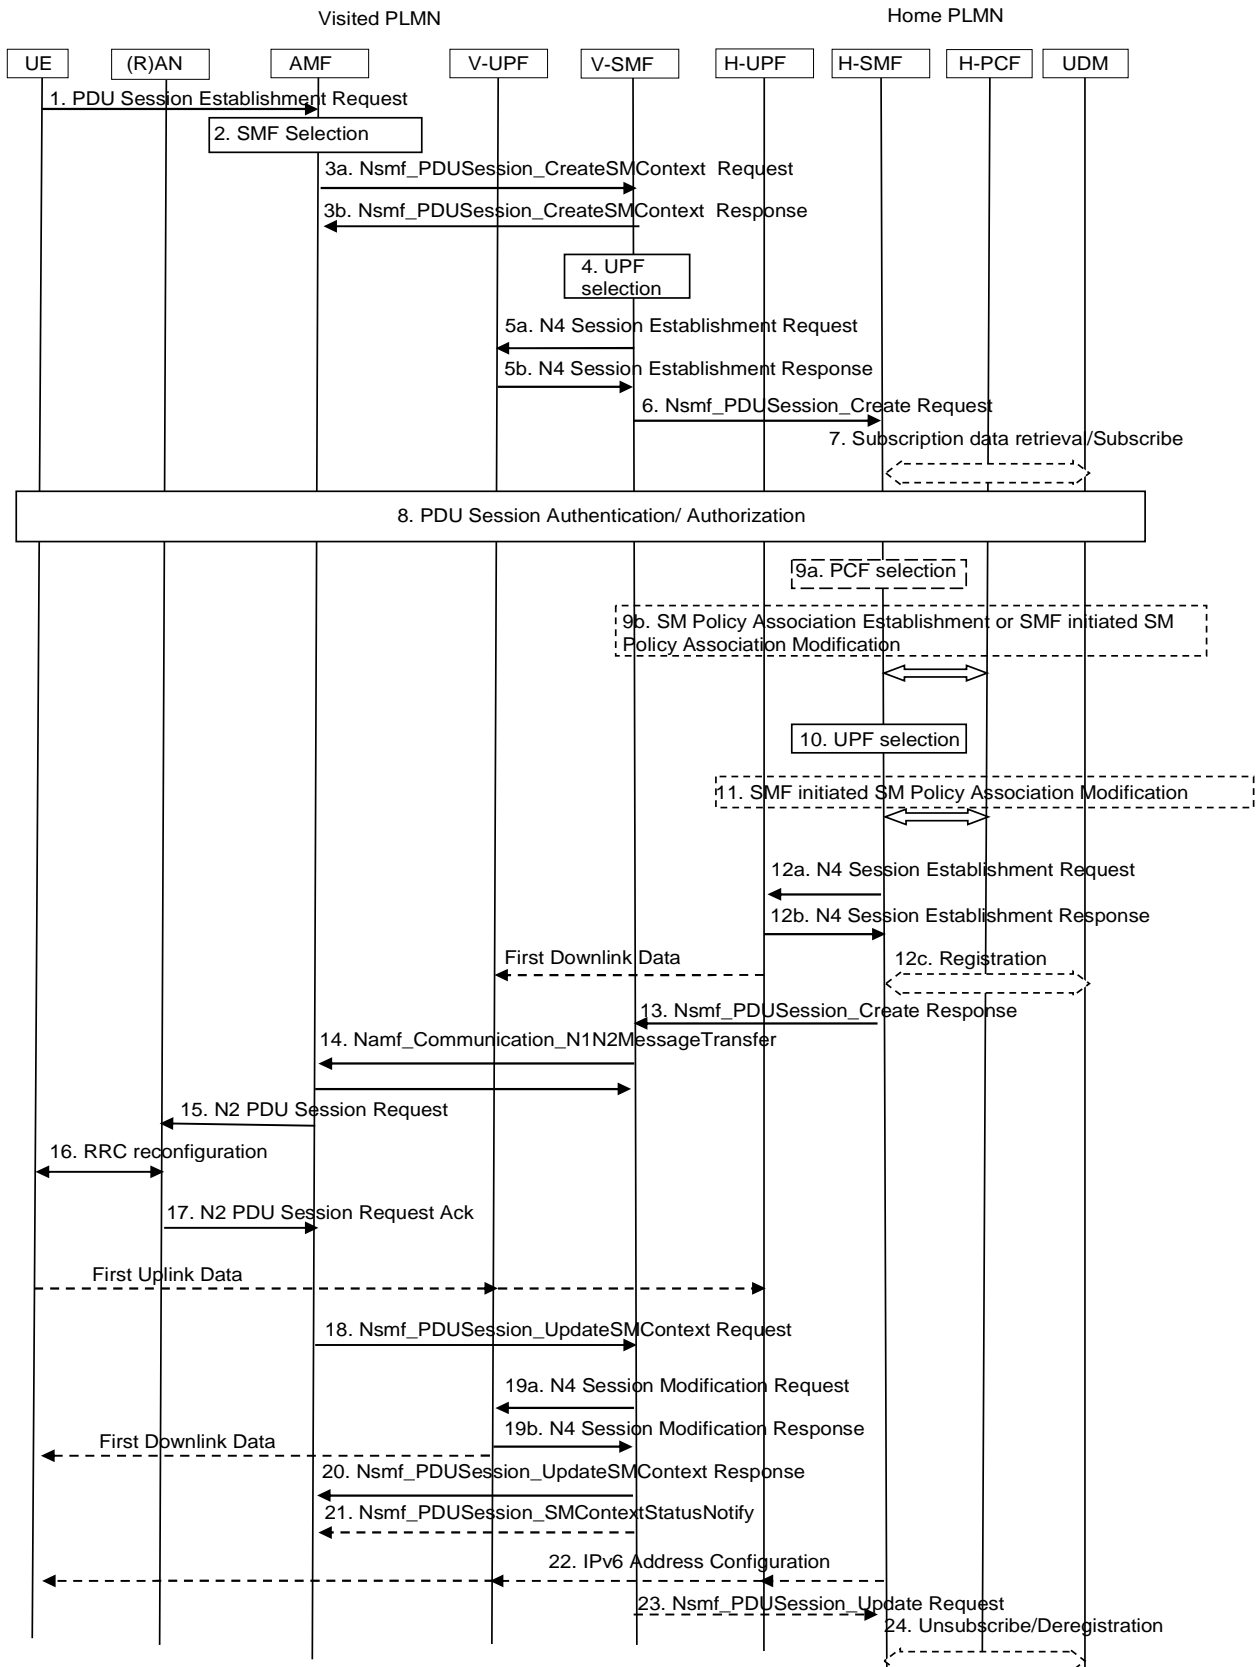 Visited PLMN
Home PLMN
UE
(R)AN
AMF
V-UPF
V-SMF
H-UPF
H-SMF
H-PCF
UDM
1. PDU Session Establishment Request
2. SMF Selection
3a. Nsmf_PDUSession_CreateSMContext Request
3b. Nsmf_PDUSession_CreateSMContext Response
4. UPF
selection
5a. N4 Session Establishment Request
5b. N4 Session Establishment Response
6. Nsmf_PDUSession_Create Request
7. Subscription data retrieval/Subscribe
8. PDU Session Authentication/ Authorization
9a. PCF selection
9b. SM Policy Association Establishment or SMF initiated SM
Policy Association Modification
10. UPF selection
11. SMF initiated SM Policy Association Modification
12a. N4 Session Establishment Request
12b. N4 Session Establishment Response
First Downlink Data
12c. Registration
13. Nsmf_PDUSession_Create Response
14. Namf_Communication_N1N2MessageTransfer
15. N2 PDU Session Request
16. RRC reconfiguration
17. N2 PDU Session Request Ack
First Uplink Data
18. Nsmf_PDUSession_UpdateSMContext Request
19a. N4 Session Modification Request
19b. N4 Session Modification Response
First Downlink Data
20. Nsmf_PDUSession_UpdateSMContext Response
21. Nsmf_PDUSession_SMContextStatusNotify
22. IPv6 Address Configuration
23. Nsmf_PDUSession_Update Request
24. Unsubscribe/Deregistration